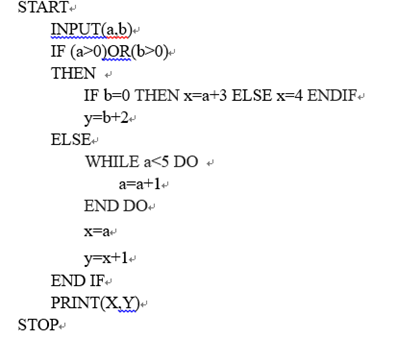 START
INPUT(a,b)
IF (a>0)OR(b>0)
THEN
IF b=0 THEN x=a+3 ELSE x=4 ENDIF
y=b+2
ELSE
WHILE a<5 DO
a=a+1
END DO
x=a
y=x+1
END IF
PRINT(X,Y)
STOP